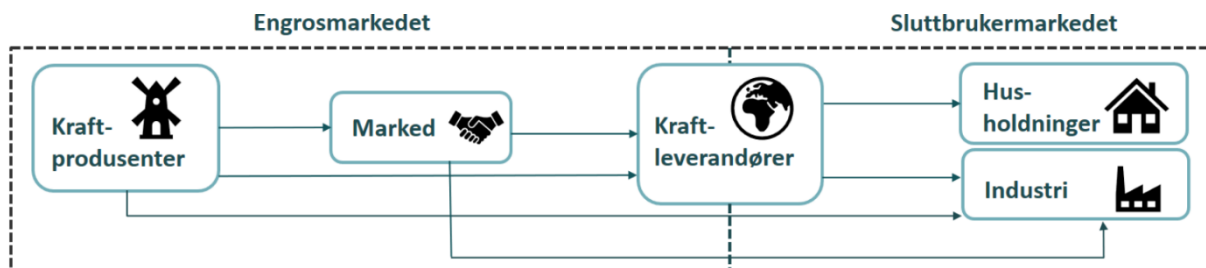 Engrosmarkedet
Sluttbrukermarkedet
Kraft-
produsenter
Marked
Kraft-
leverandører
Hus-
holdninger
Industri